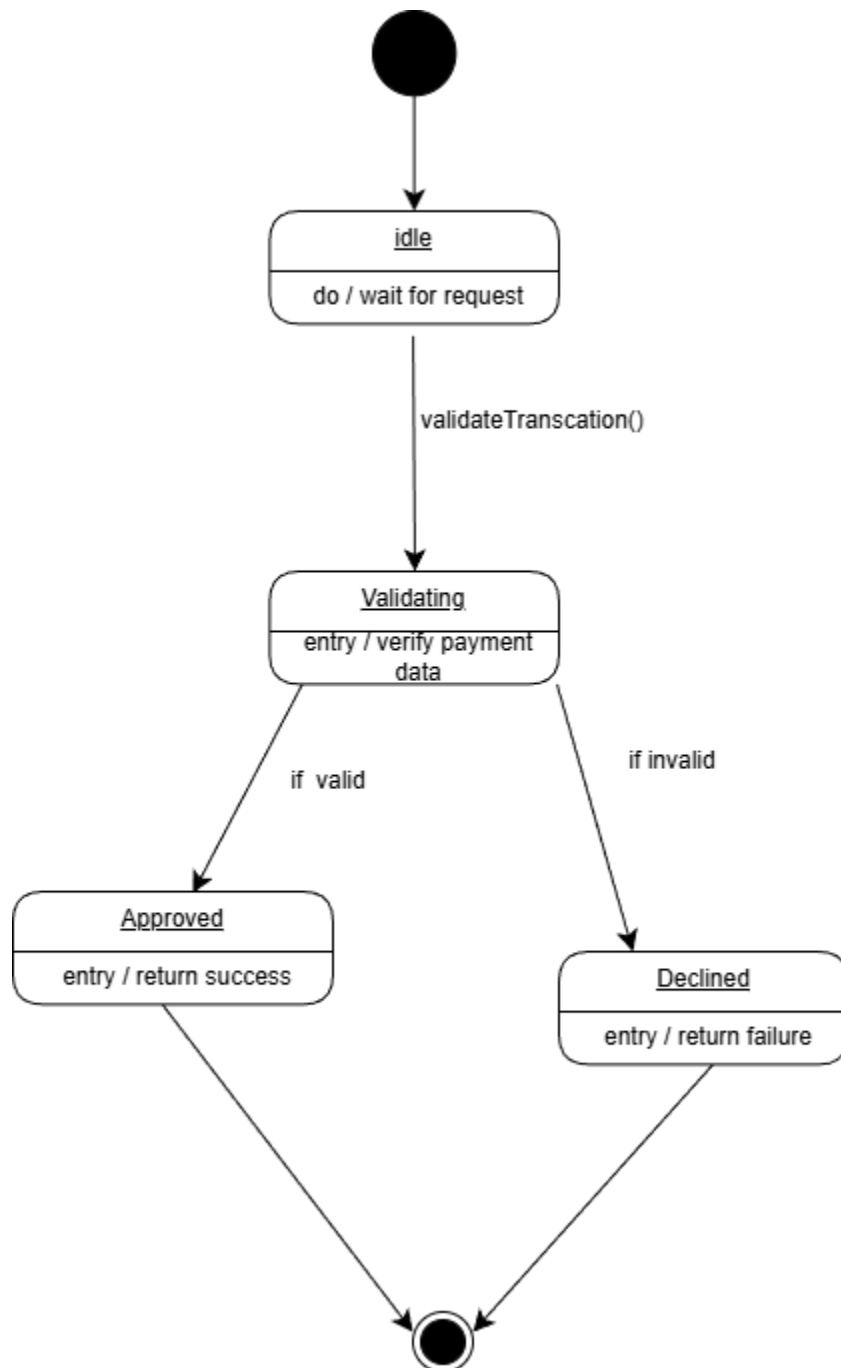 idle
do / wait for request
validateTranscation()
Validating
entry / verify payment
data
if invalid
if  valid
Approved
entry / return success
Declined
entry / return failure